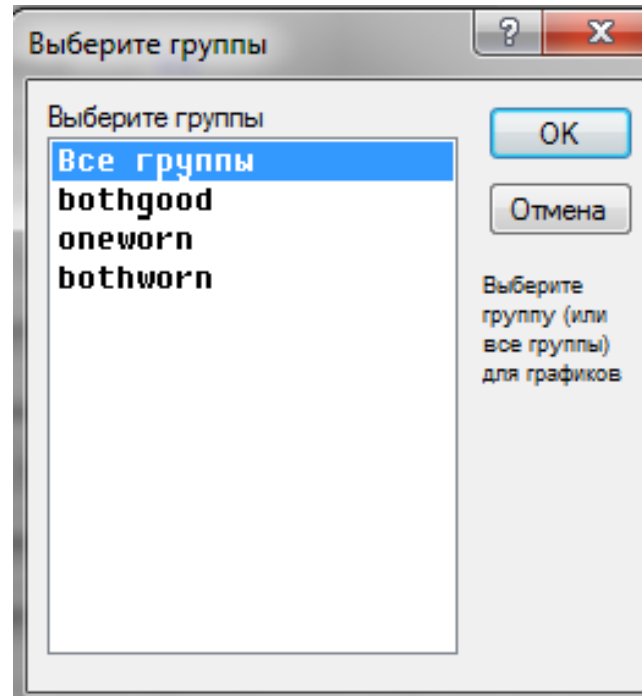 Выберите группы
Выберите группы
Все группы
bothgood
oneworn
bothworn
OK
Отмена
Выберите
группу (или
все группы)
для графиков